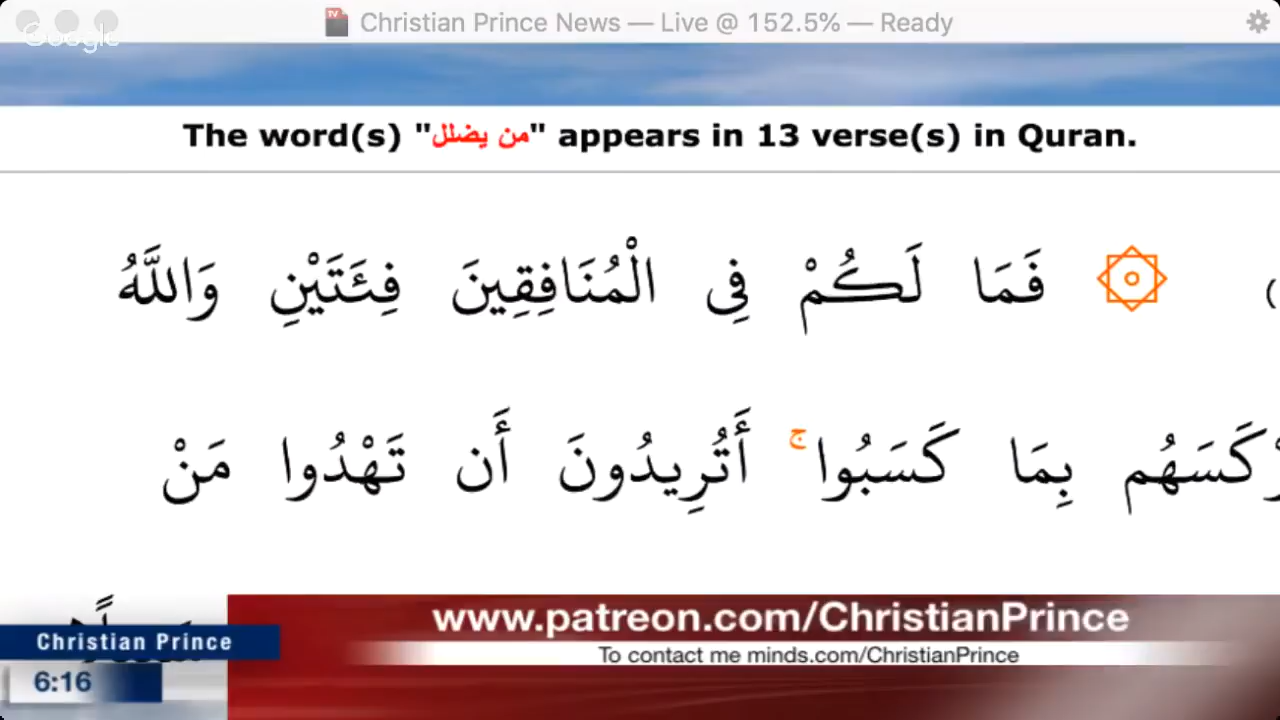 Christian Prince News — Live @ 152.5% — Ready
Google
The word(s) "من يضلل" appears in 13 verse(s) in Quran.
۞ فَمَا لَكُمْ فِى الْمُنَافِقِينَ فِئَتَيْنِ وَاللَّهُ
بِمَا كَسَبُوا ۚ أَتُرِيدُونَ أَن تَهْدُوا مَنْ
www.patreon.com/ChristianPrince
Christian Prince
To contact me minds.com/ChristianPrince
6:16